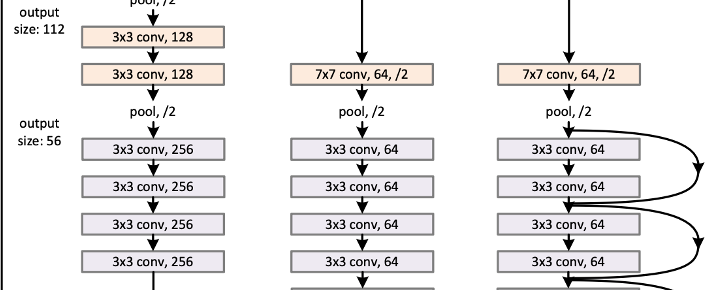 pool, /2
output
size: 112
3x3 conv, 128
3x3 conv, 128
7x7 conv, 64, /2
7x7 conv, 64, /2
pool, /2
pool, /2
pool, /2
output
size: 56
3x3 conv, 256
3x3 conv, 64
3x3 conv, 64
3x3 conv, 256
3x3 conv, 64
3x3 conv, 64
3x3 conv, 256
3x3 conv, 64
3x3 conv, 64
3x3 conv, 256
3x3 conv, 64
3x3 conv, 64